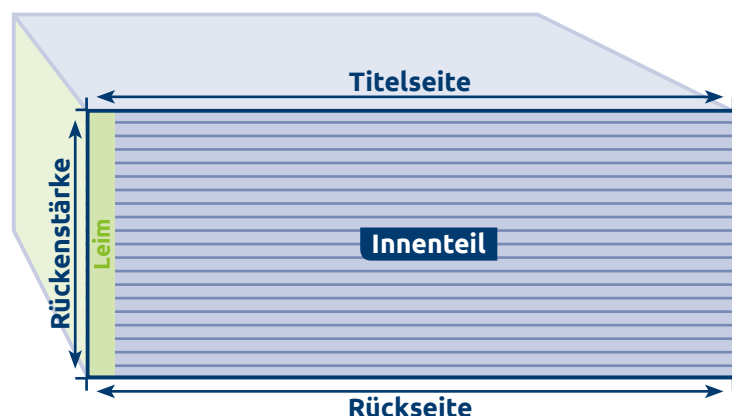 Titelseite
Rückenstärke
Leim
Innenteil
Rückseite